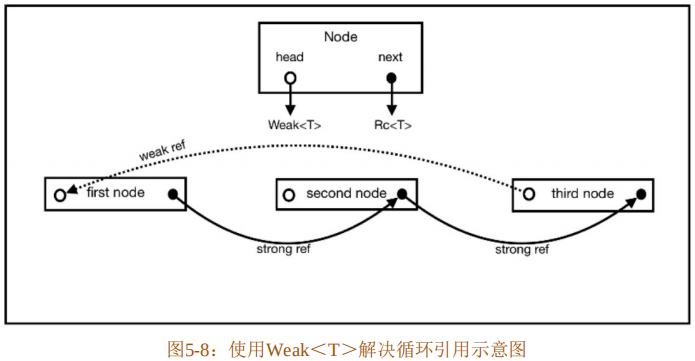 Node
head next
Weak<T> Rc<T>
weak ref
first node second node third node
strong ref strong ref
图5-8：使用Weak＜T＞解决循环引用示意图